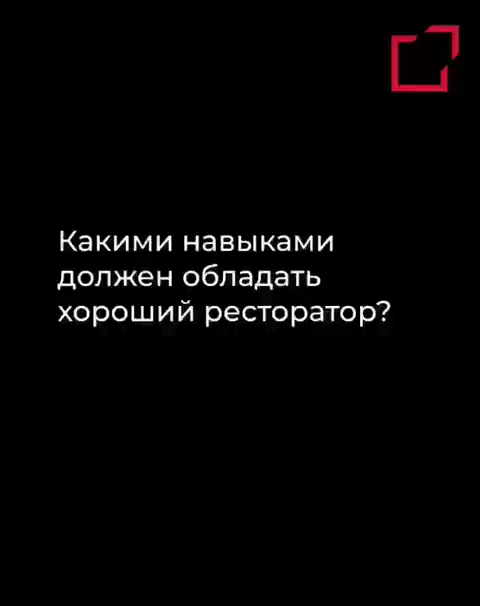 Какими навыками
должен обладать
хороший ресторатор?